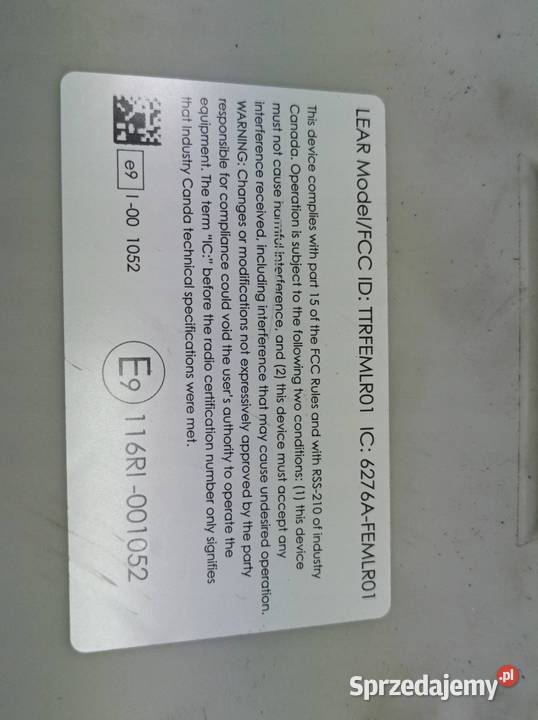 LEAR Model/FCC ID: TTRFEMLR01 IC: 6276A-FEMLR01
This device complies with part 15 of the FCC Rules and with RSS-210 of industry
Canada. Operation is subject to the following two conditions: (1) this device
must not cause harmful interference, and (2) this device must accept any
interference received, including interference that may cause undesired operation.
WARNING: Changes or modifications not expressively approved by the party
responsible for compliance could void the user's authority to operate the
equipment. The term "IC:" before the radio certification number only signifies
that Industry Canda technical specifications were met.
e9 I-00 1052
E9 116RI-001052
Sprzedajemy.pl